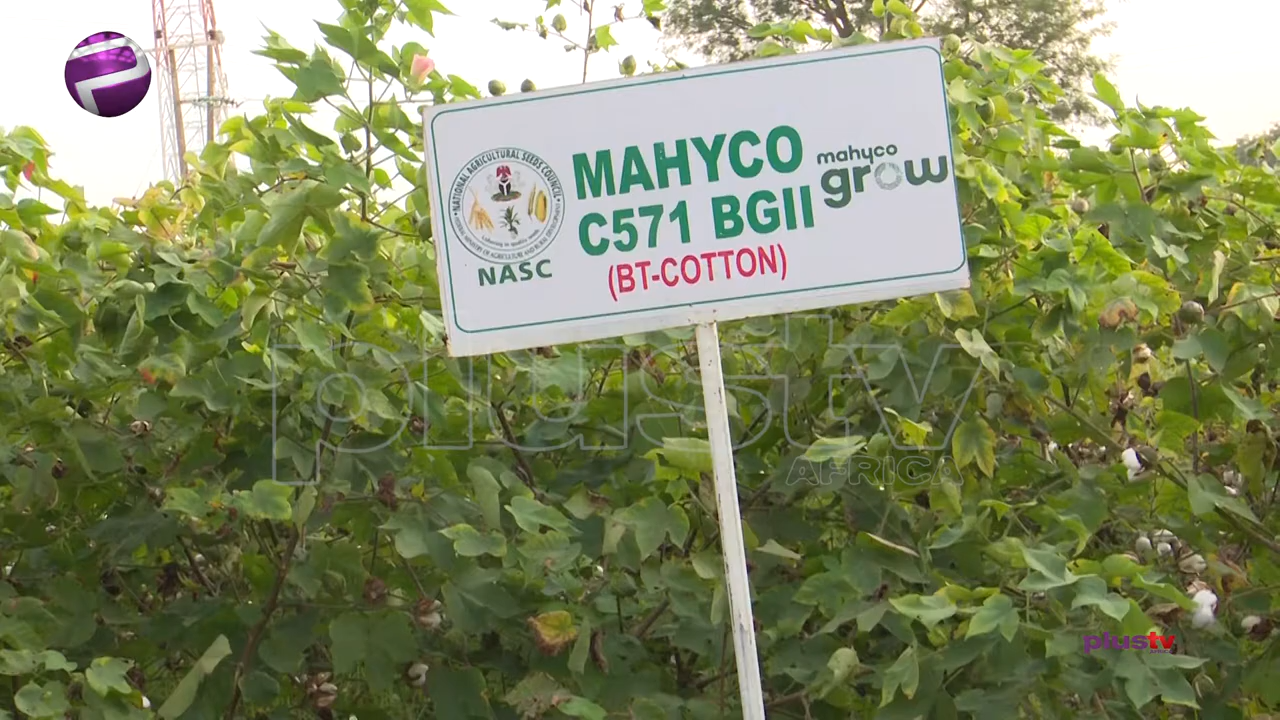 MAHYCO
C571 BGII
(BT-COTTON)
mahyco
grow
NATIONAL AGRICULTURAL SEEDS COUNCIL
NASC
plustv
AFRICA
plustv